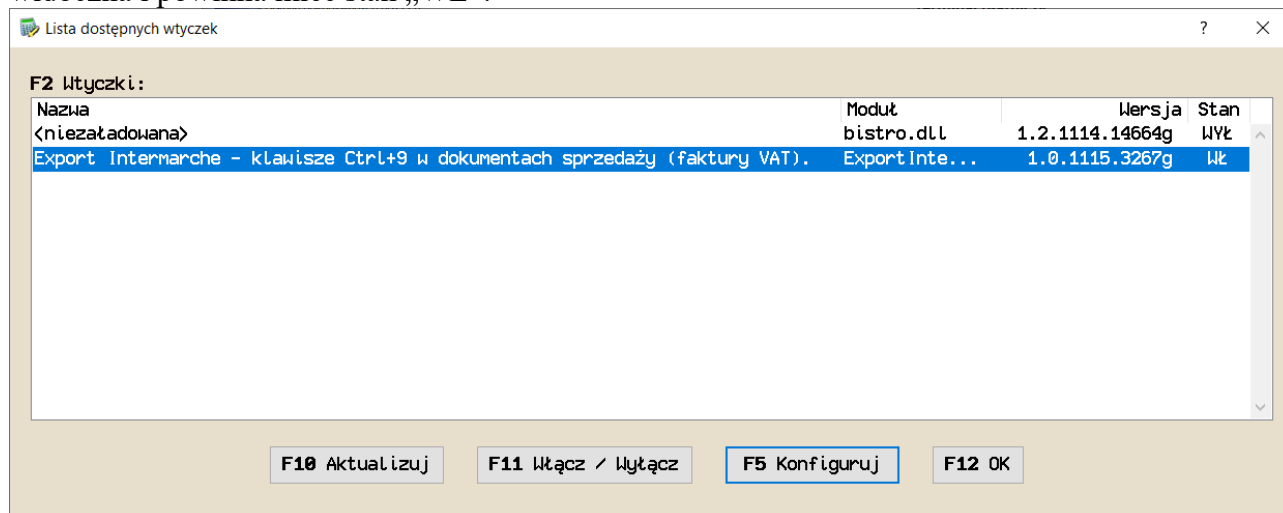 Lista dostępnych wtyczek ? ×
F2 Wtyczki:
Nazwa Moduł Wersja Stan
<niezaładowana> bistro.dll 1.2.1114.14664g WYŁ
Export Intermarche - klawisze Ctrl+9 w dokumentach sprzedaży (faktury VAT). ExportInte... 1.0.1115.3267g WŁ
F10 Aktualizuj F11 Włącz / Wyłącz F5 Konfiguruj F12 OK